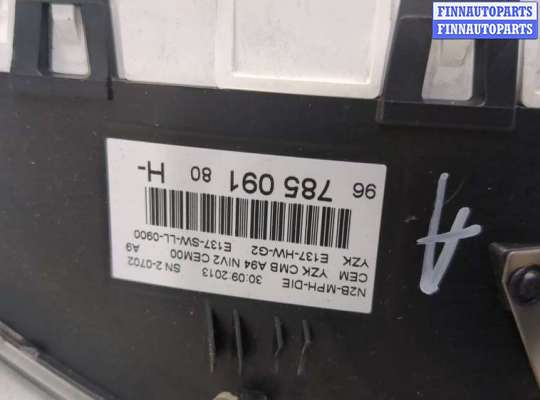 FINNAUTOPARTS
FINNAUTOPARTS
96 785 091 80 H-
YZK E137-HW-G2 E137-SW-LL-0900
CEM YZK CMB A94 NIV2 CEM00 A9
N2B-MPH-DIE 30:09:2013 SN 2-0702
A